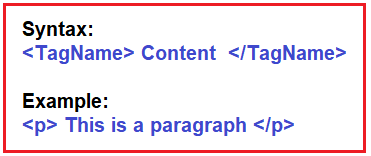 Syntax:
<TagName> Content  </TagName>
Example:
<p> This is a paragraph </p>